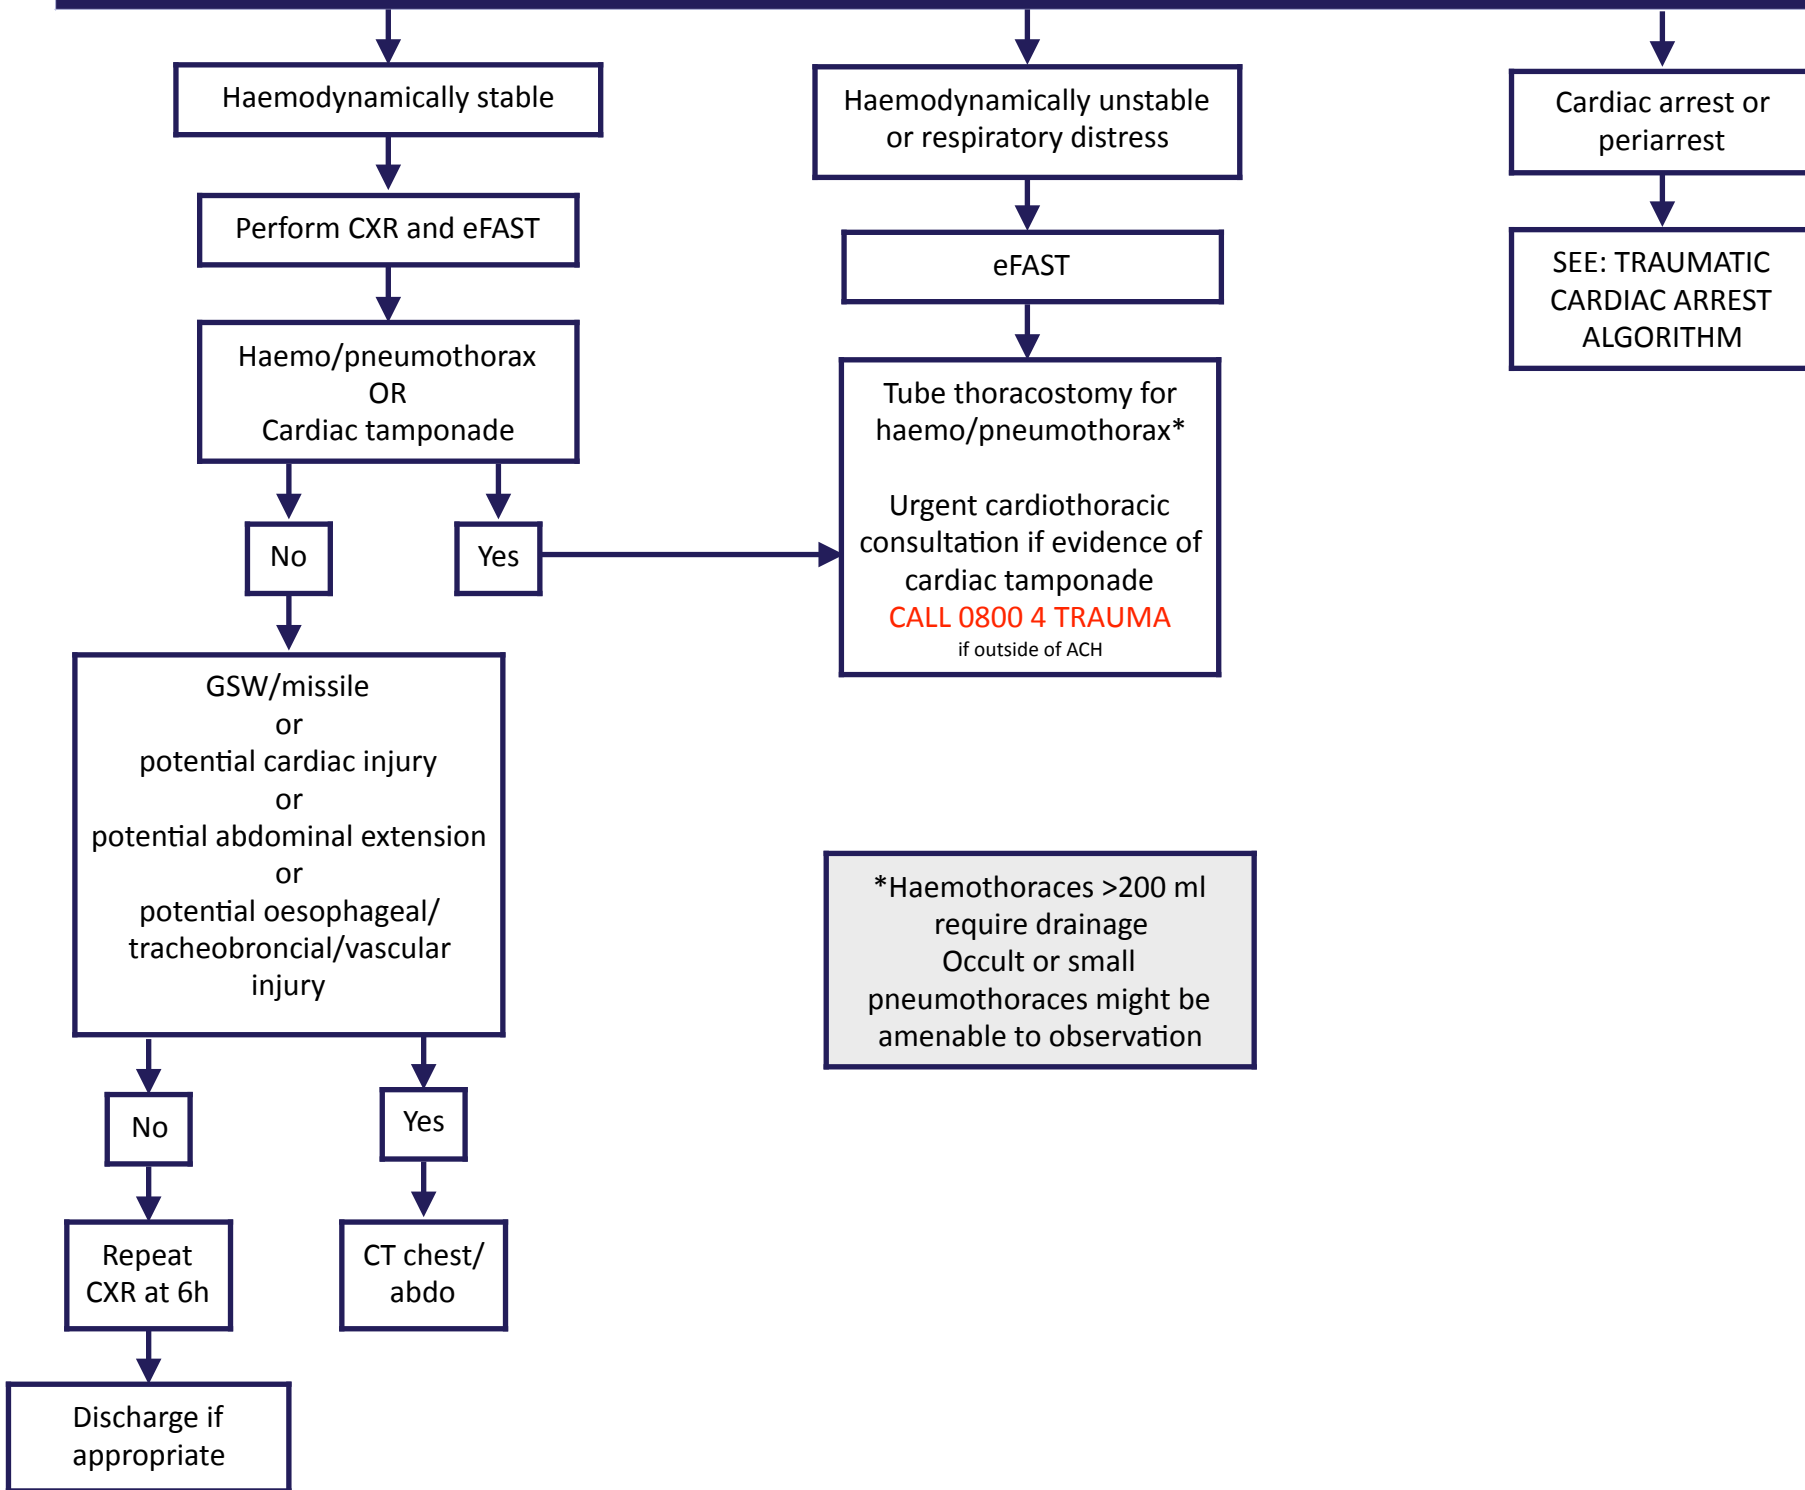 Haemodynamically stable
Perform CXR and eFAST
Haemo/pneumothorax
OR
Cardiac tamponade
No
Yes
GSW/missile
or
potential cardiac injury
or
potential abdominal extension
or
potential oesophageal/
tracheobroncial/vascular
injury
No
Yes
Repeat
CXR at 6h
CT chest/
abdo
Discharge if
appropriate
Haemodynamically unstable
or respiratory distress
eFAST
Tube thoracostomy for
haemo/pneumothorax*
Urgent cardiothoracic
consultation if evidence of
cardiac tamponade
CALL 0800 4 TRAUMA
if outside of ACH
*Haemothoraces >200 ml
require drainage
Occult or small
pneumothoraces might be
amenable to observation
Cardiac arrest or
periarrest
SEE: TRAUMATIC
CARDIAC ARREST
ALGORITHM